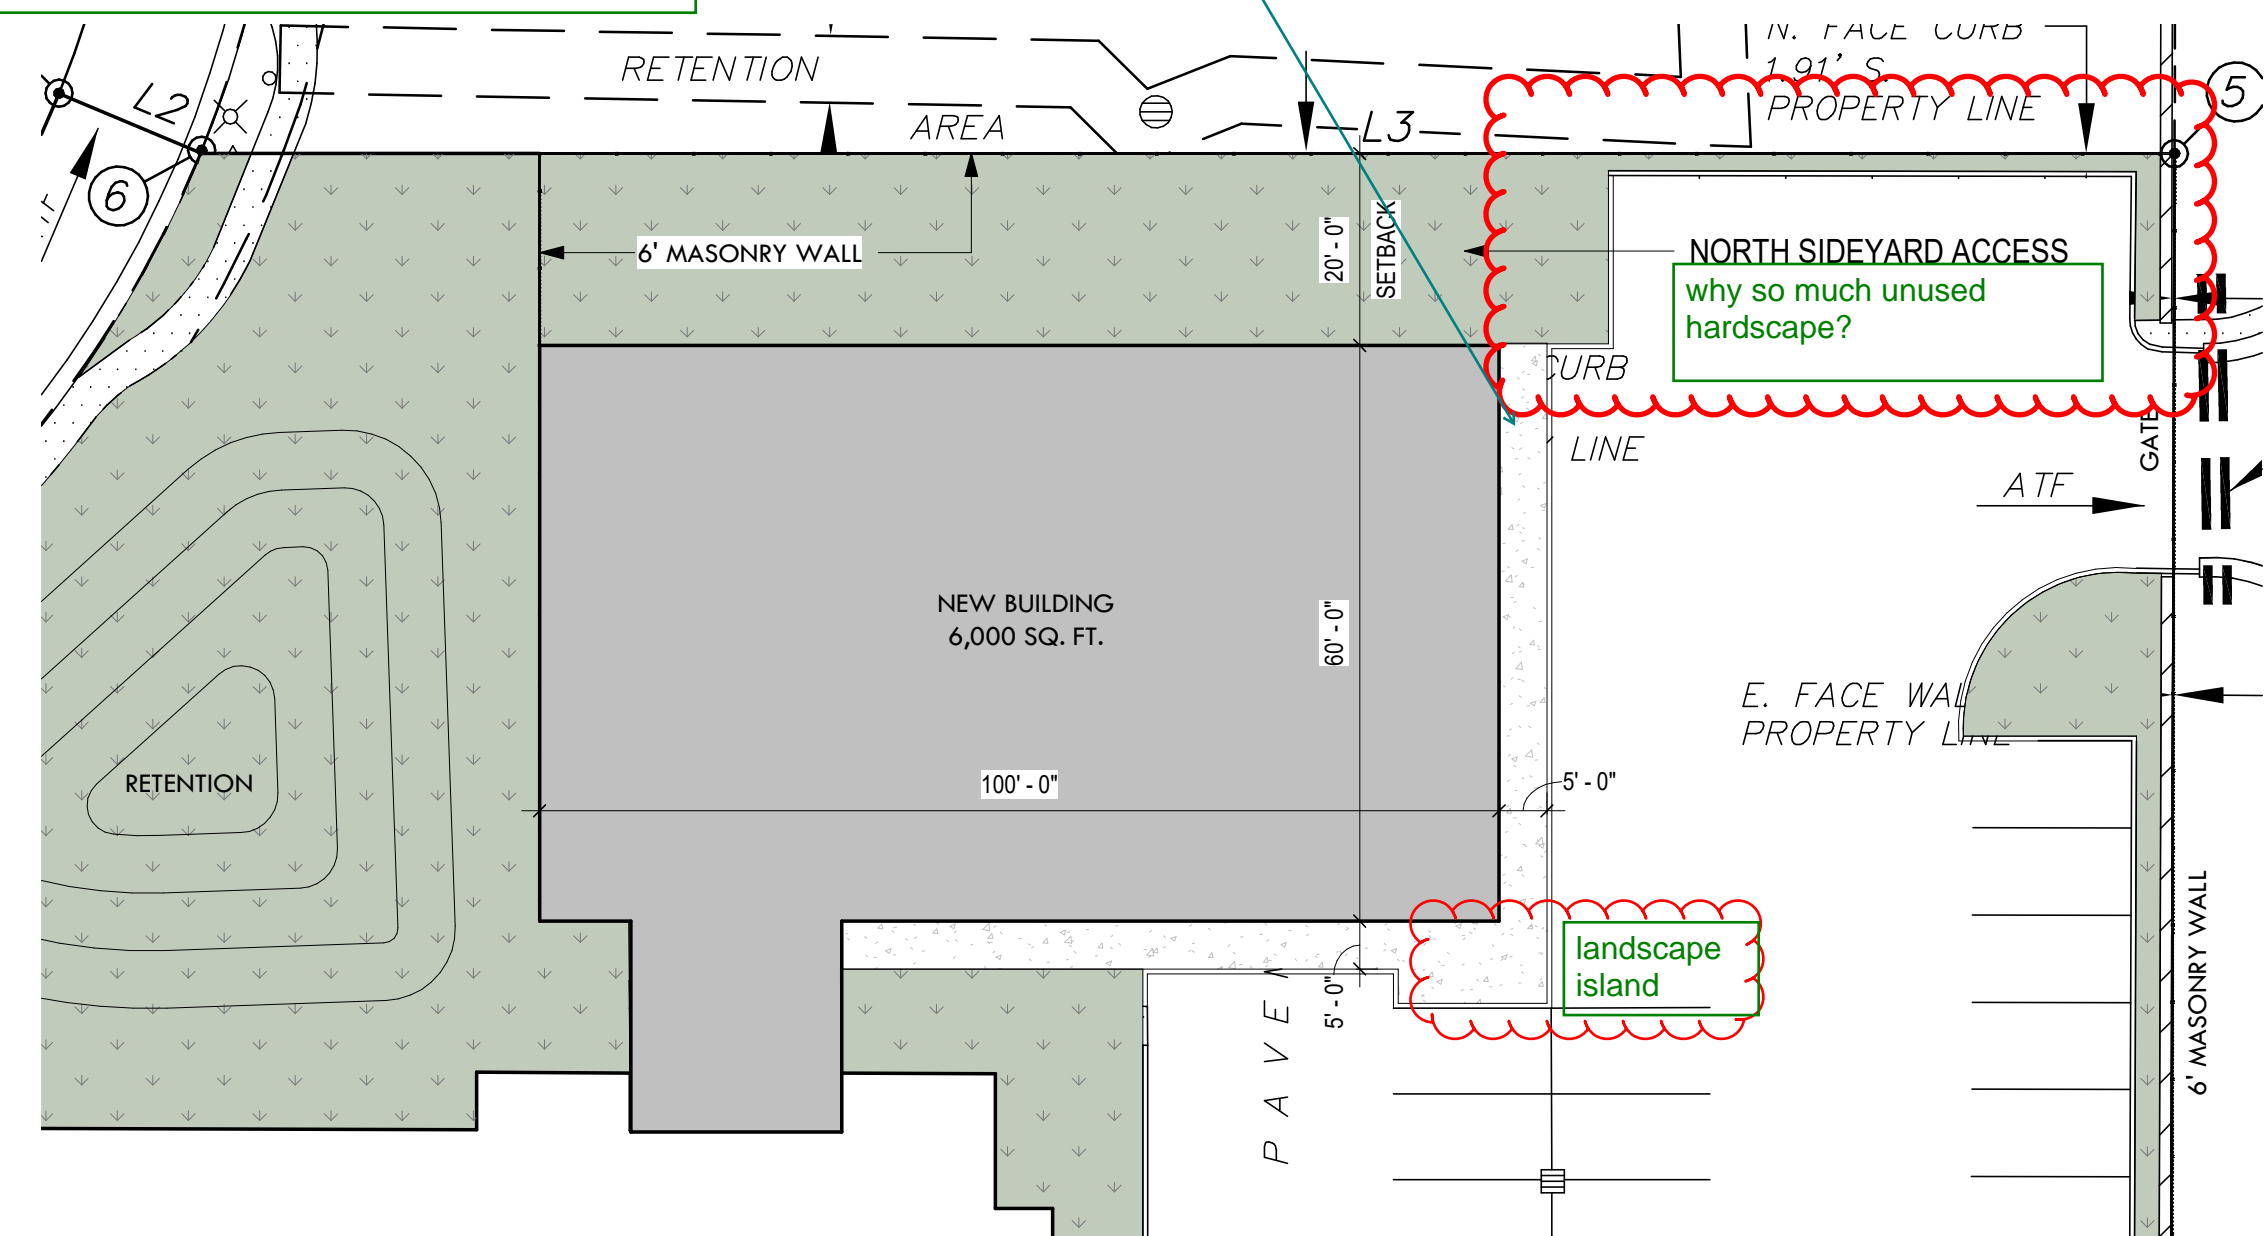 N. FACE CURB
1.91' S.
PROPERTY LINE
RETENTION
AREA
L2
L3
5
6
6' MASONRY WALL
20' - 0"
SETBACK
NORTH SIDEYARD ACCESS
why so much unused
hardscape?
CURB
LINE
GATE
ATF
NEW BUILDING
6,000 SQ. FT.
60' - 0"
E. FACE WAL
PROPERTY LINE
RETENTION
100' - 0"
5' - 0"
landscape
island
5' - 0"
PAVE
6' MASONRY WALL